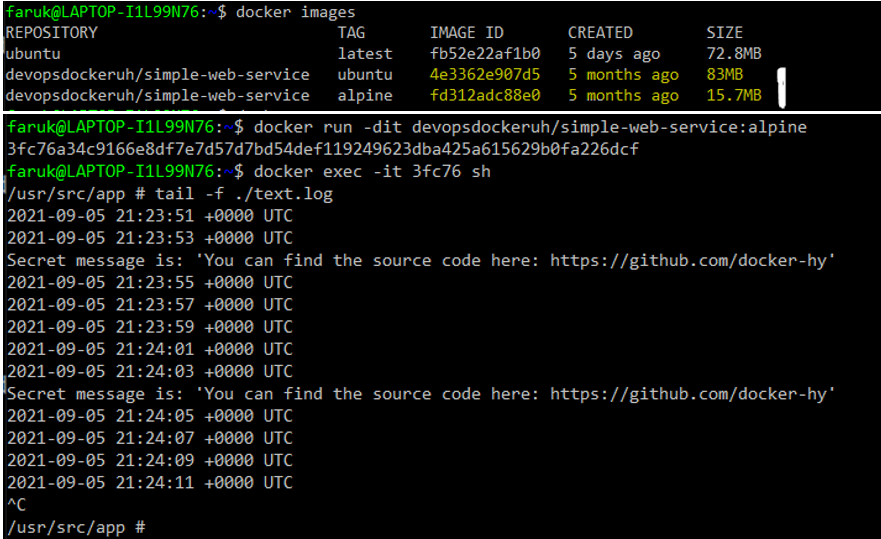 faruk@LAPTOP-I1L99N76:~$ docker images
REPOSITORY TAG IMAGE ID CREATED SIZE
ubuntu latest fb52e22af1b0 5 days ago 72.8MB
devopsdockeruh/simple-web-service ubuntu 4e3362e907d5 5 months ago 83MB
devopsdockeruh/simple-web-service alpine fd312adc88e0 5 months ago 15.7MB
faruk@LAPTOP-I1L99N76:~$ docker run -dit devopsdockeruh/simple-web-service:alpine
3fc76a34c9166e8df7e7d57d7bd54def119249623dba425a615629b0fa226dcf
faruk@LAPTOP-I1L99N76:~$ docker exec -it 3fc76 sh
/usr/src/app # tail -f ./text.log
2021-09-05 21:23:51 +0000 UTC
2021-09-05 21:23:53 +0000 UTC
Secret message is: 'You can find the source code here: https://github.com/docker-hy'
2021-09-05 21:23:55 +0000 UTC
2021-09-05 21:23:57 +0000 UTC
2021-09-05 21:23:59 +0000 UTC
2021-09-05 21:24:01 +0000 UTC
2021-09-05 21:24:03 +0000 UTC
Secret message is: 'You can find the source code here: https://github.com/docker-hy'
2021-09-05 21:24:05 +0000 UTC
2021-09-05 21:24:07 +0000 UTC
2021-09-05 21:24:09 +0000 UTC
2021-09-05 21:24:11 +0000 UTC
^C
/usr/src/app #